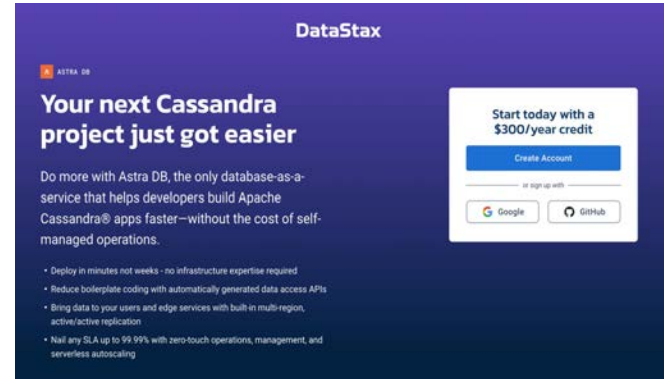 DataStax
A ASTRA DB
Your next Cassandra
project just got easier
Do more with Astra DB, the only database-as-a-
service that helps developers build Apache
Cassandra® apps faster—without the cost of self-
managed operations.
• Deploy in minutes not weeks - no infrastructure expertise required
• Reduce boilerplate coding with automatically generated data access APIs
• Bring data to your users and edge services with built-in multi-region,
active/active replication
• Nail any SLA up to 99.99% with zero-touch operations, management, and
serverless autoscaling
Start today with a
$300/year credit
Create Account
or sign up with
Google
GitHub